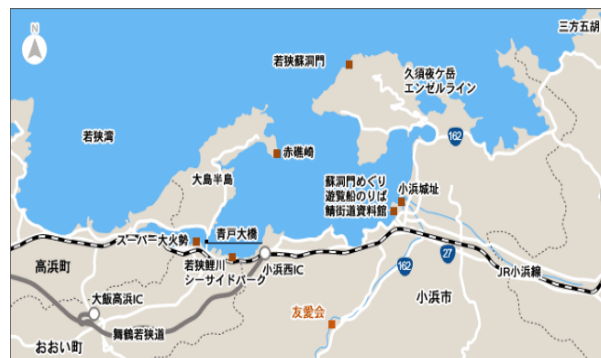 N
三方五胡
若狭蘇洞門
久須夜ケ岳
エンゼルライン
162
若狭湾
赤礁崎
大島半島
蘇洞門めぐり
遊覧船のりば
鯖街道資料館
小浜城址
スーパー大火勢
青戸大橋
高浜町
若狭鯉川
シーサイドパーク
小浜西IC
162
27
JR小浜線
大飯高浜IC
小浜市
舞鶴若狭道
友愛会
おおい町